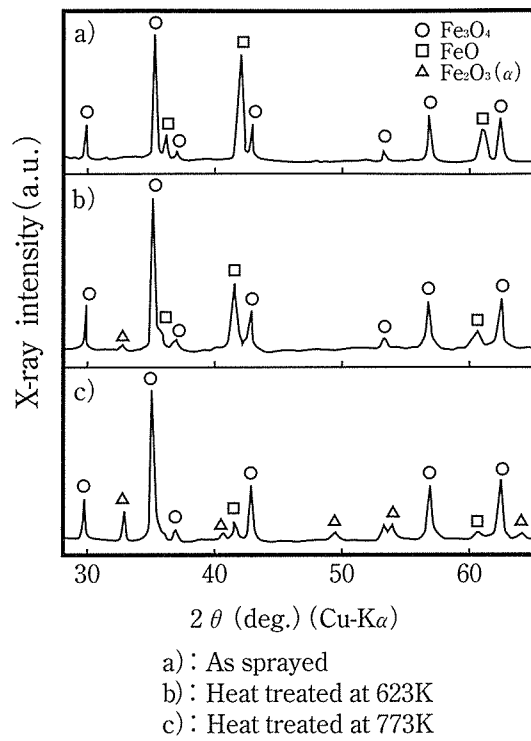 a)
○ Fe₃O₄
□ FeO
△ Fe₂O₃(α)
b)
c)
X-ray intensity (a.u.)
30 40 50 60
2 θ (deg.) (Cu-Kα)
a): As sprayed
b): Heat treated at 623K
c): Heat treated at 773K